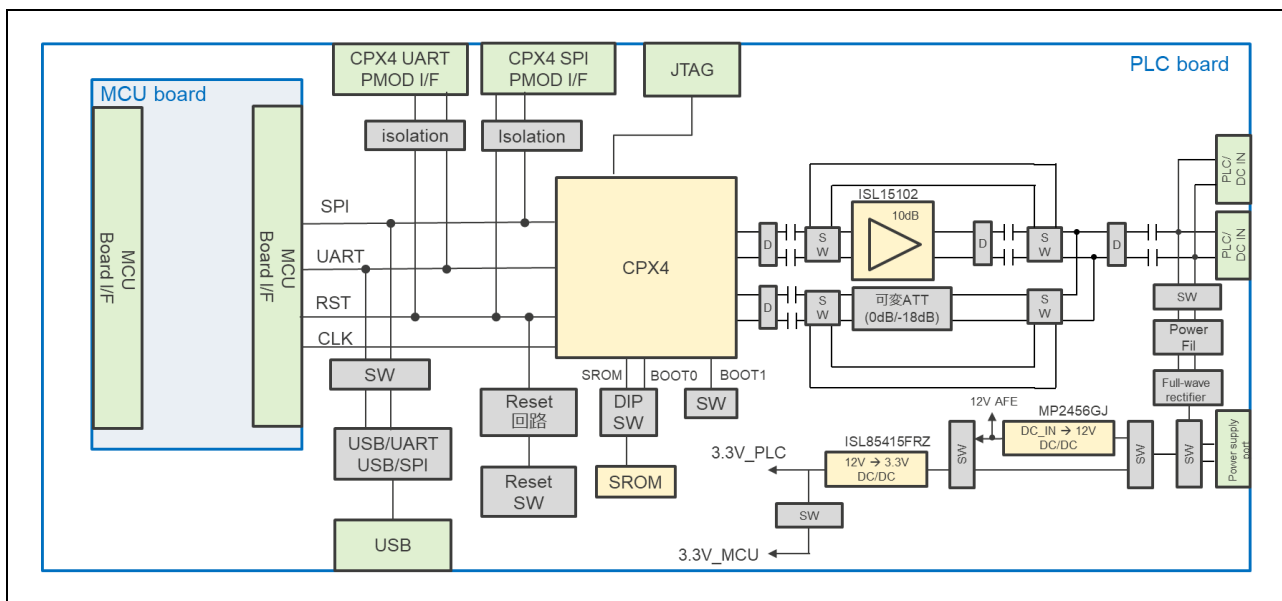 CPX4 UART
PMOD I/F
CPX4 SPI
PMOD I/F
JTAG
PLC board
MCU board
MCU
Board I/F
MCU
Board I/F
isolation
Isolation
SPI
UART
RST
CLK
CPX4
ISL15102
10dB
D
S
W
D
S
W
D
D
S
W
可変ATT
(0dB/-18dB)
S
W
PLC/
DC IN
PLC/
DC IN
SW
Power
Fil
Full-wave
rectifier
SROM
BOOT0
BOOT1
SW
Reset
回路
DIP
SW
SW
USB/UART
USB/SPI
Reset
SW
SROM
USB
12V AFE
MP2456GJ
DC_IN → 12V
DC/DC
ISL85415FRZ
12V → 3.3V
DC/DC
SW
SW
SW
Power supply
port
3.3V_PLC
SW
3.3V_MCU